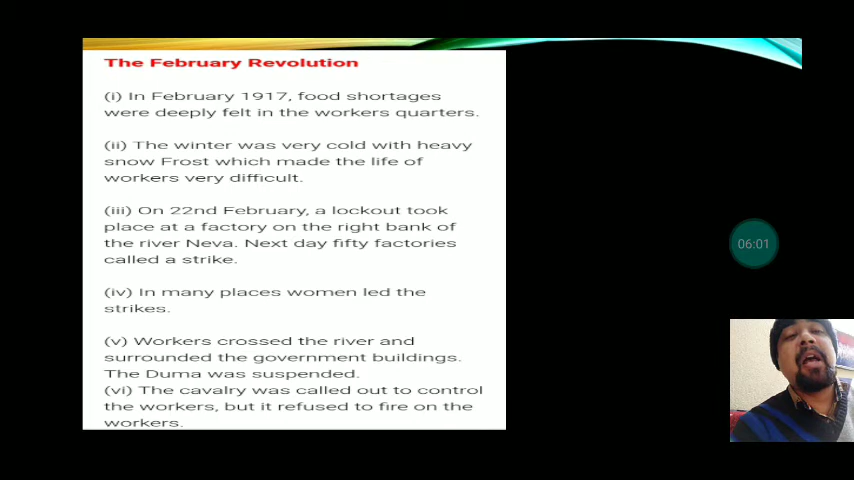 The February Revolution
(i) In February 1917, food shortages
were deeply felt in the workers quarters.
(ii) The winter was very cold with heavy
snow Frost which made the life of
workers very difficult.
(iii) On 22nd February, a lockout took
place at a factory on the right bank of
the river Neva. Next day fifty factories
called a strike.
(iv) In many places women led the
strikes.
(v) Workers crossed the river and
surrounded the government buildings.
The Duma was suspended.
(vi) The cavalry was called out to control
the workers, but it refused to fire on the
workers.
06:01